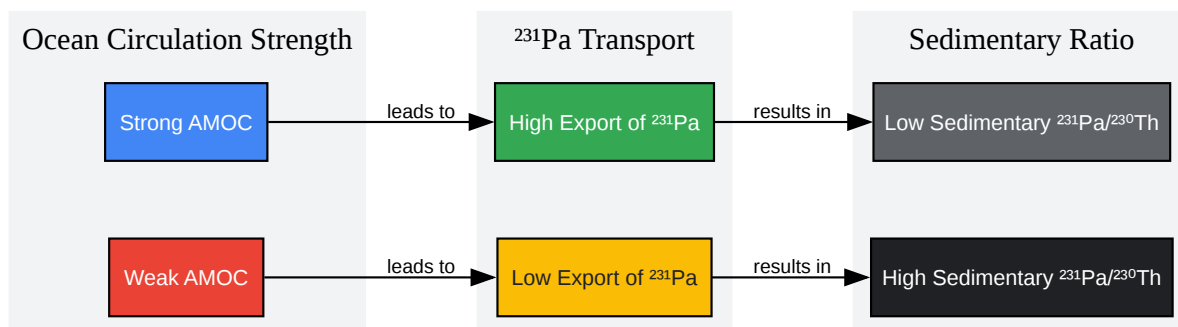 Ocean Circulation Strength
²³¹Pa Transport
Sedimentary Ratio
Strong AMOC
leads to
High Export of ²³¹Pa
results in
Low Sedimentary ²³¹Pa/²³⁰Th
Weak AMOC
leads to
Low Export of ²³¹Pa
results in
High Sedimentary ²³¹Pa/²³⁰Th